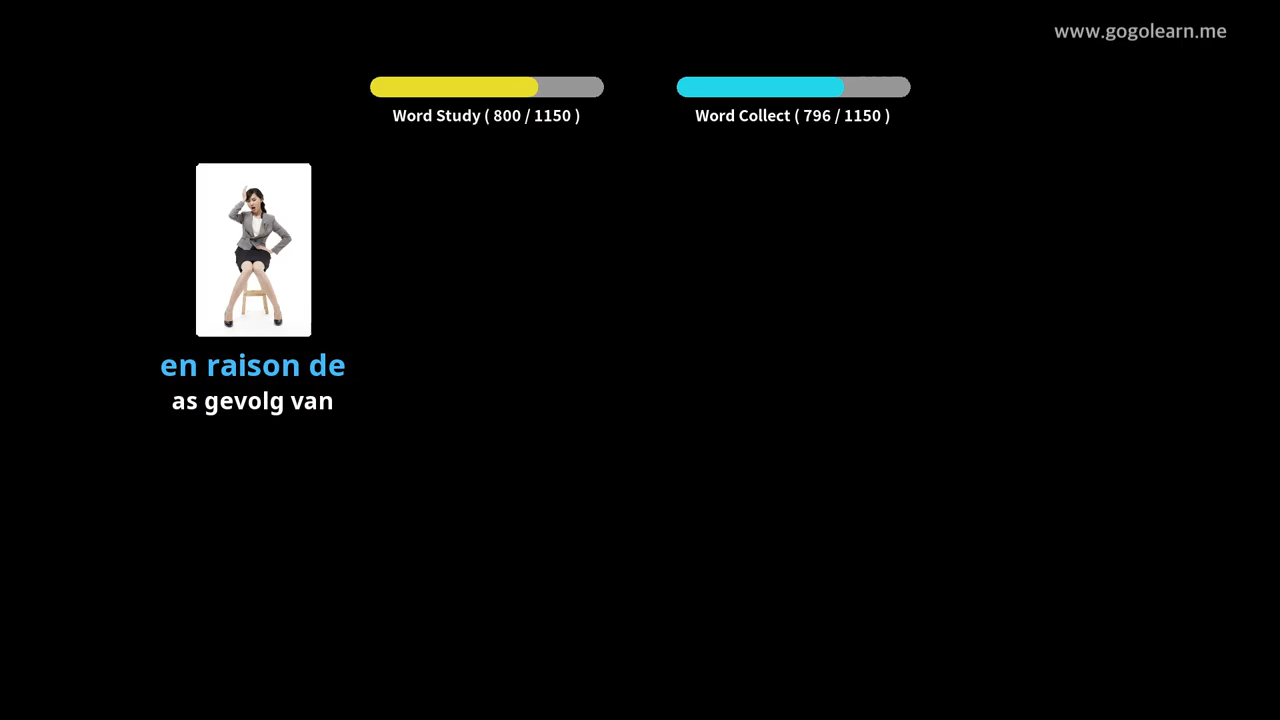 www.gogolearn.me
Word Study ( 800 / 1150 )
Word Collect ( 796 / 1150 )
en raison de
as gevolg van